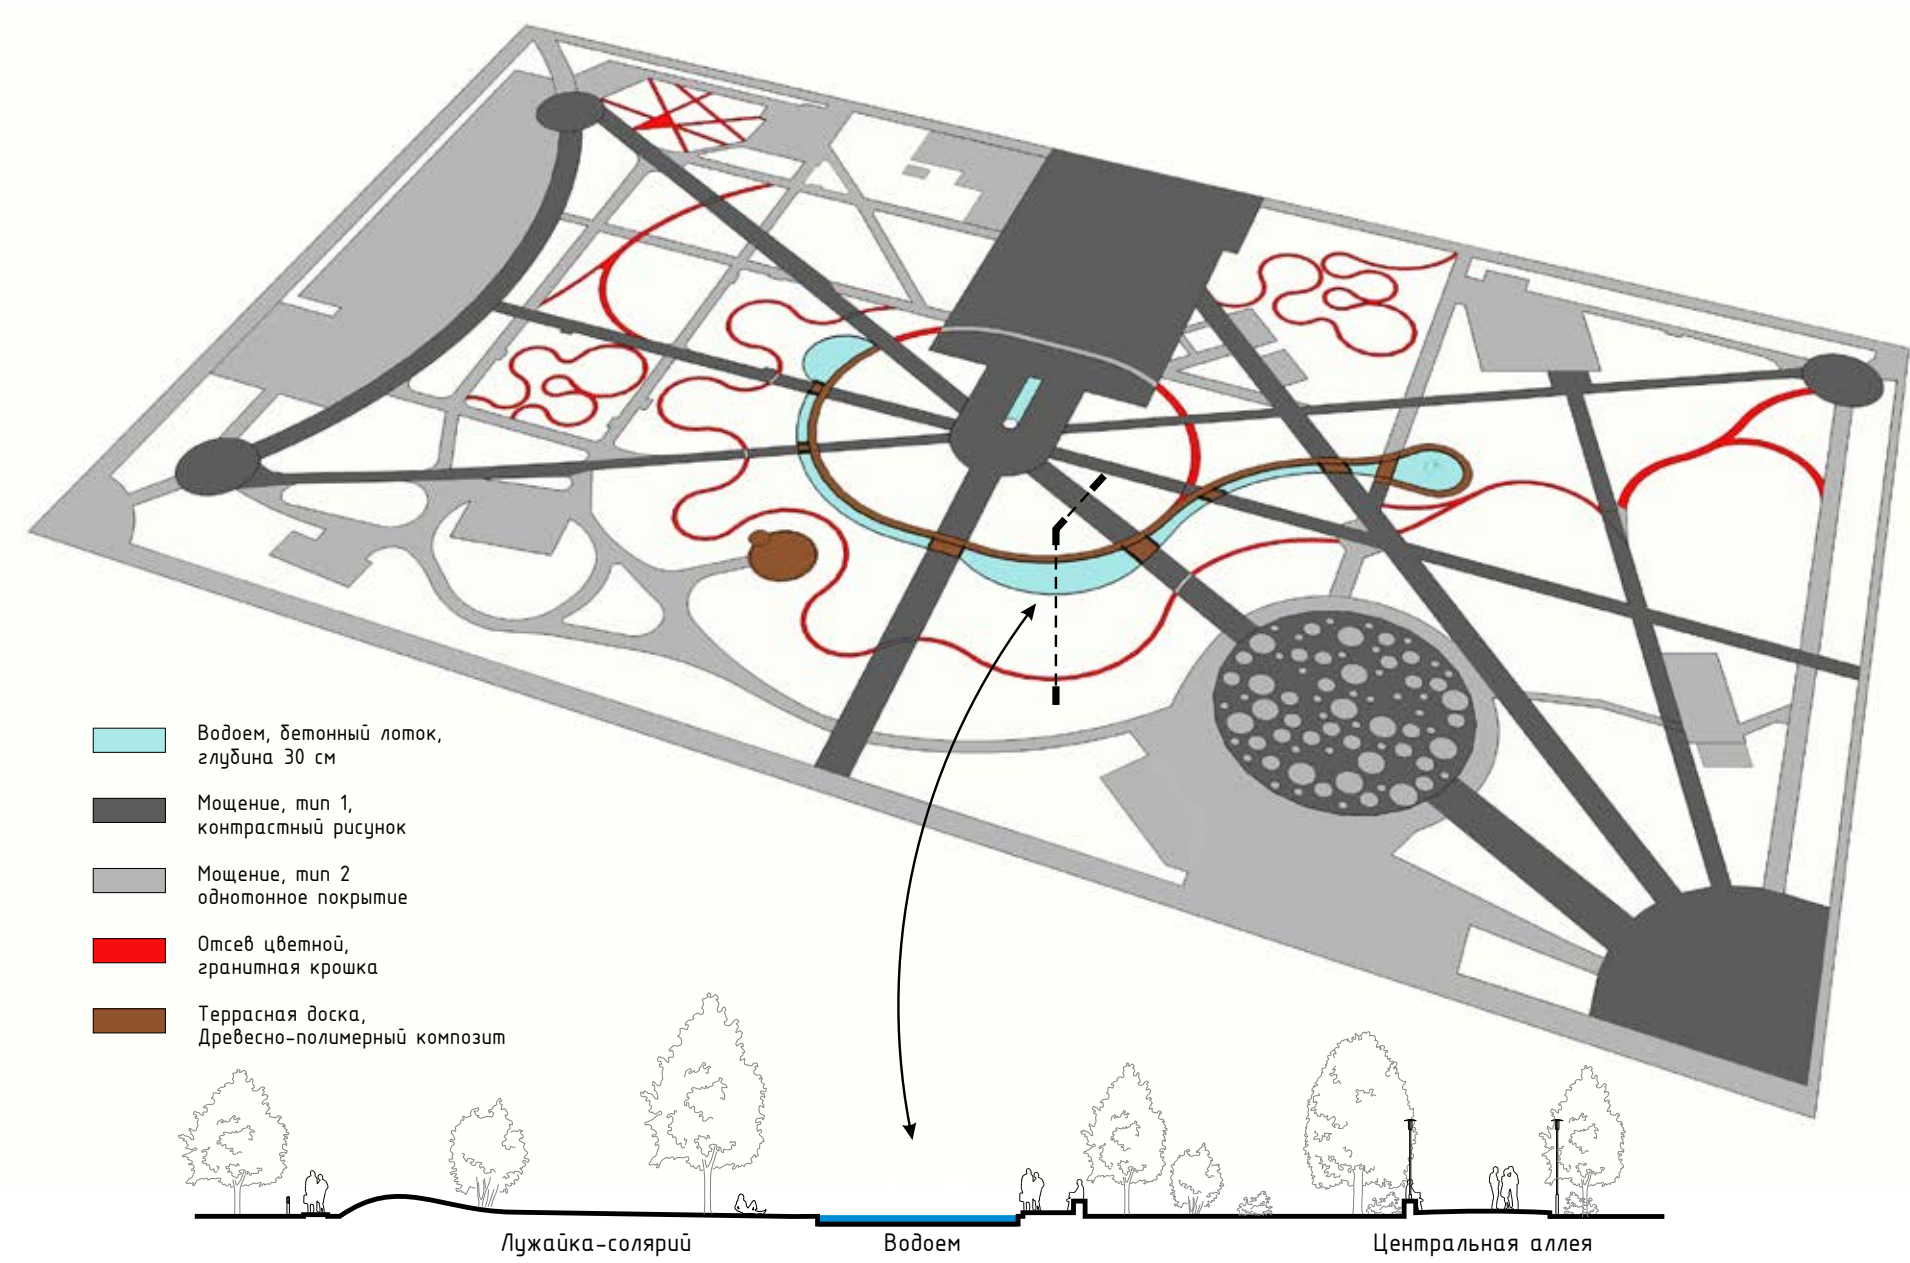 Водоем, бетонный лоток,
глубина 30 см
Мощение, тип 1,
контрастный рисунок
Мощение, тип 2
однотонное покрытие
Отсев цветной,
гранитная крошка
Террасная доска,
Древесно-полимерный композит
Лужайка-солярий
Водоем
Центральная аллея